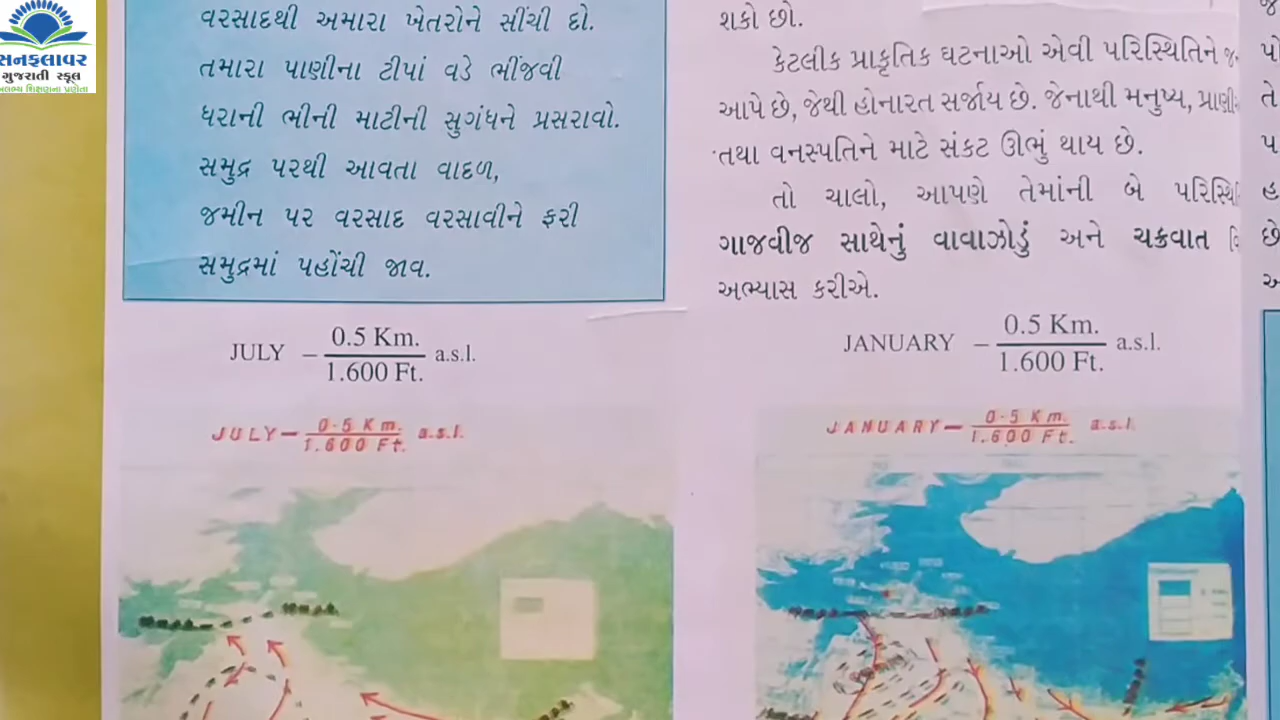 સનફલાવર
ગુજરાતી સ્કૂલ
વરસાદથી અમારા ખેતરોને સીંચી દો.
તમારા પાણીના ટીપાં વડે ભીંજવી
ધરાની ભીની માટીની સુગંધને પ્રસરાવો.
સમુદ્ર પરથી આવતા વાદળ,
જમીન પર વરસાદ વરસાવીને ફરી
સમુદ્રમાં પહોંચી જાવ.
JULY – 0.5 Km. / 1.600 Ft. a.s.l.
JULY – 0.5 Km. / 1.600 Ft. a.s.l.
શકો છો.
કેટલીક પ્રાકૃતિક ઘટનાઓ એવી પરિસ્થિતિને
આપે છે, જેથી હોનારત સર્જાય છે. જેનાથી મનુષ્ય,
તથા વનસ્પતિને માટે સંકટ ઊભું થાય છે.
તો ચાલો, આપણે તેમાંની બે
ગાજવીજ સાથેનું વાવાઝોડું અને ચક્રવાત
અભ્યાસ કરીએ.
JANUARY – 0.5 Km. / 1.600 Ft. a.s.l.
JANUARY – 0.5 Km. / 1.600 Ft. a.s.l.